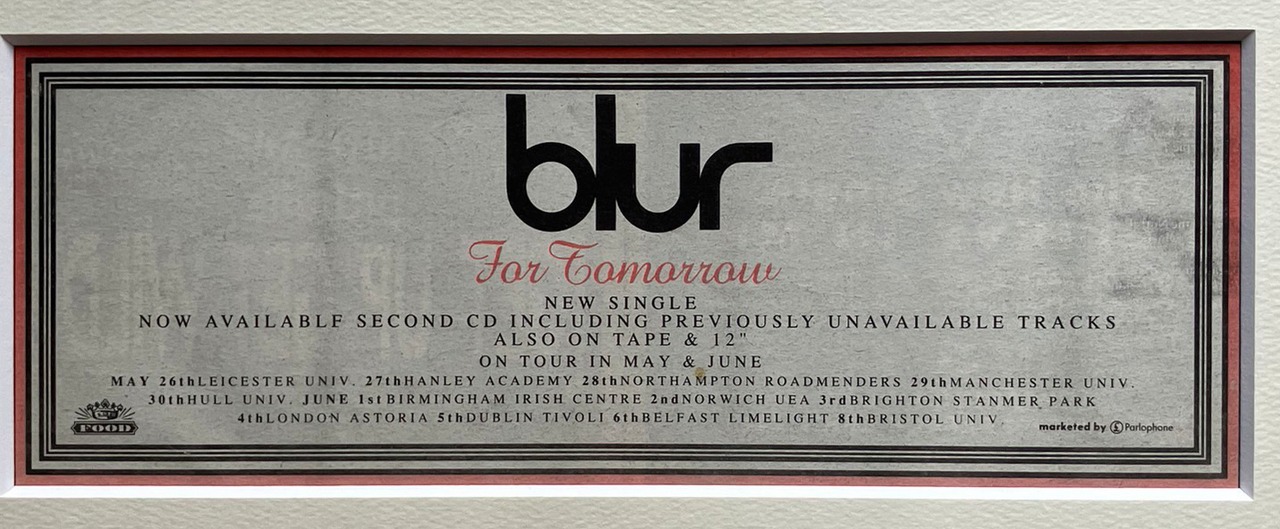 blur
For Tomorrow
NEW SINGLE
NOW AVAILABLF SECOND CD INCLUDING PREVIOUSLY UNAVAILABLE TRACKS
ALSO ON TAPE & 12"
ON TOUR IN MAY & JUNE
MAY 26thLEICESTER UNIV. 27thHANLEY ACADEMY 28thNORTHAMPTON ROADMENDERS 29thMANCHESTER UNIV.
30thHULL UNIV. JUNE 1stBIRMINGHAM IRISH CENTRE 2ndNORWICH UEA 3rdBRIGHTON STANMER PARK
4thLONDON ASTORIA 5thDUBLIN TIVOLI 6thBELFAST LIMELIGHT 8thBRISTOL UNIV.
FOOD
marketed by £ Parlophone